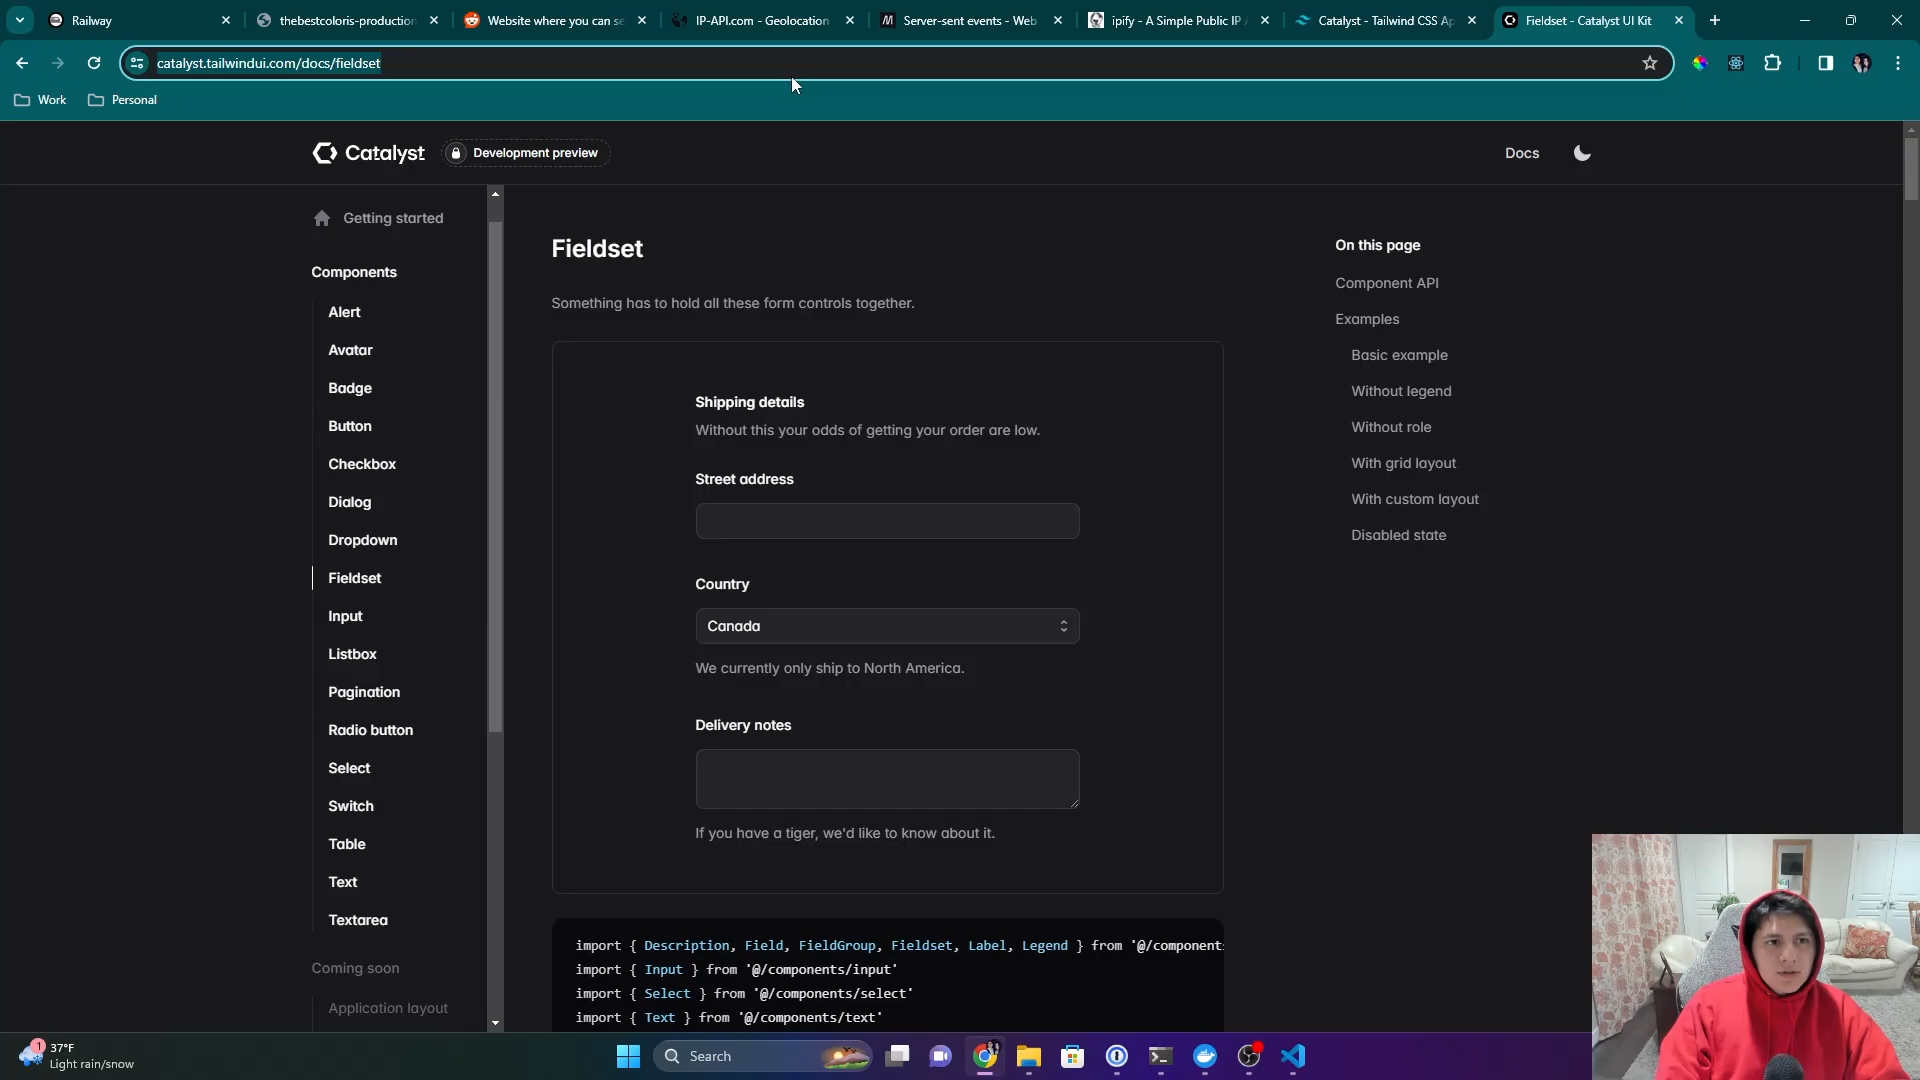 Railway
thebestcoloris-production
Website where you can se
IP-API.com - Geolocation
Server-sent events - Web
ipify - A Simple Public IP A
Catalyst - Tailwind CSS Ap
Fieldset - Catalyst UI Kit
catalyst.tailwindui.com/docs/fieldset
Work
Personal
Catalyst
Development preview
Docs
Getting started
Components
Alert
Avatar
Badge
Button
Checkbox
Dialog
Dropdown
Fieldset
Input
Listbox
Pagination
Radio button
Select
Switch
Table
Text
Textarea
Coming soon
Application layout
Fieldset
Something has to hold all these form controls together.
Shipping details
Without this your odds of getting your order are low.
Street address
Country
Canada
We currently only ship to North America.
Delivery notes
If you have a tiger, we'd like to know about it.
import { Description, Field, FieldGroup, Fieldset, Label, Legend } from '@/component
import { Input } from '@/components/input'
import { Select } from '@/components/select'
import { Text } from '@/components/text'
On this page
Component API
Examples
Basic example
Without legend
Without role
With grid layout
With custom layout
Disabled state
1
37°F
Light rain/snow
Search